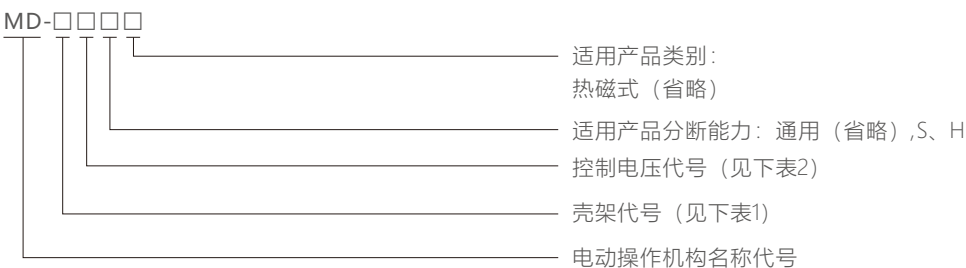 MD-□□□□
适用产品类别：
热磁式（省略）
适用产品分断能力：通用（省略）,S、H
控制电压代号（见下表2）
壳架代号（见下表1）
电动操作机构名称代号